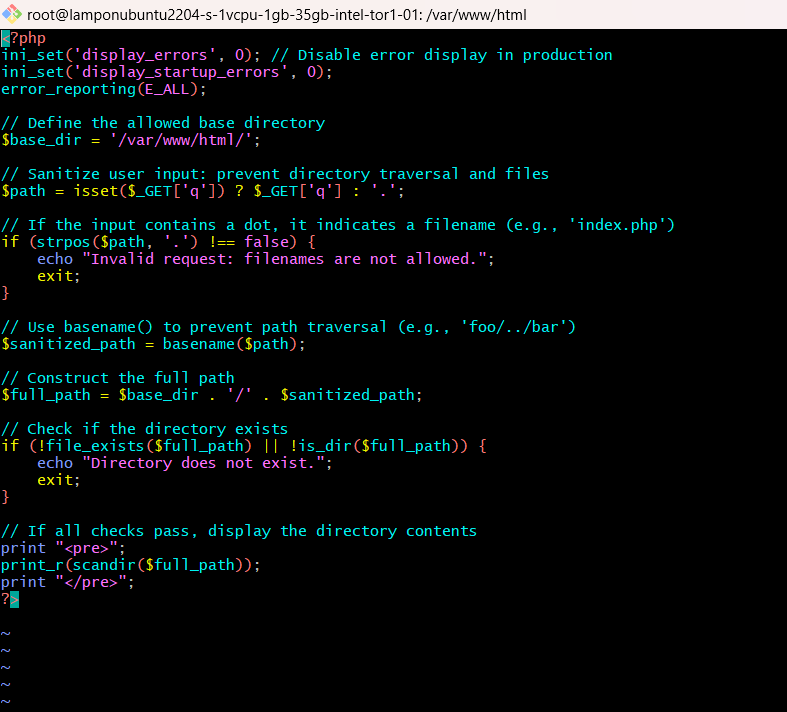 root@lamponubuntu2204-s-1vcpu-1gb-35gb-intel-tor1-01: /var/www/html
<?php
ini_set('display_errors', 0); // Disable error display in production
ini_set('display_startup_errors', 0);
error_reporting(E_ALL);
// Define the allowed base directory
$base_dir = '/var/www/html/';
// Sanitize user input: prevent directory traversal and files
$path = isset($_GET['q']) ? $_GET['q'] : '.';
// If the input contains a dot, it indicates a filename (e.g., 'index.php')
if (strpos($path, '.') !== false) {
    echo "Invalid request: filenames are not allowed.";
    exit;
}
// Use basename() to prevent path traversal (e.g., 'foo/../bar')
$sanitized_path = basename($path);
// Construct the full path
$full_path = $base_dir . '/' . $sanitized_path;
// Check if the directory exists
if (!file_exists($full_path) || !is_dir($full_path)) {
    echo "Directory does not exist.";
    exit;
}
// If all checks pass, display the directory contents
print "<pre>";
print_r(scandir($full_path));
print "</pre>";
?>
~
~
~
~
~